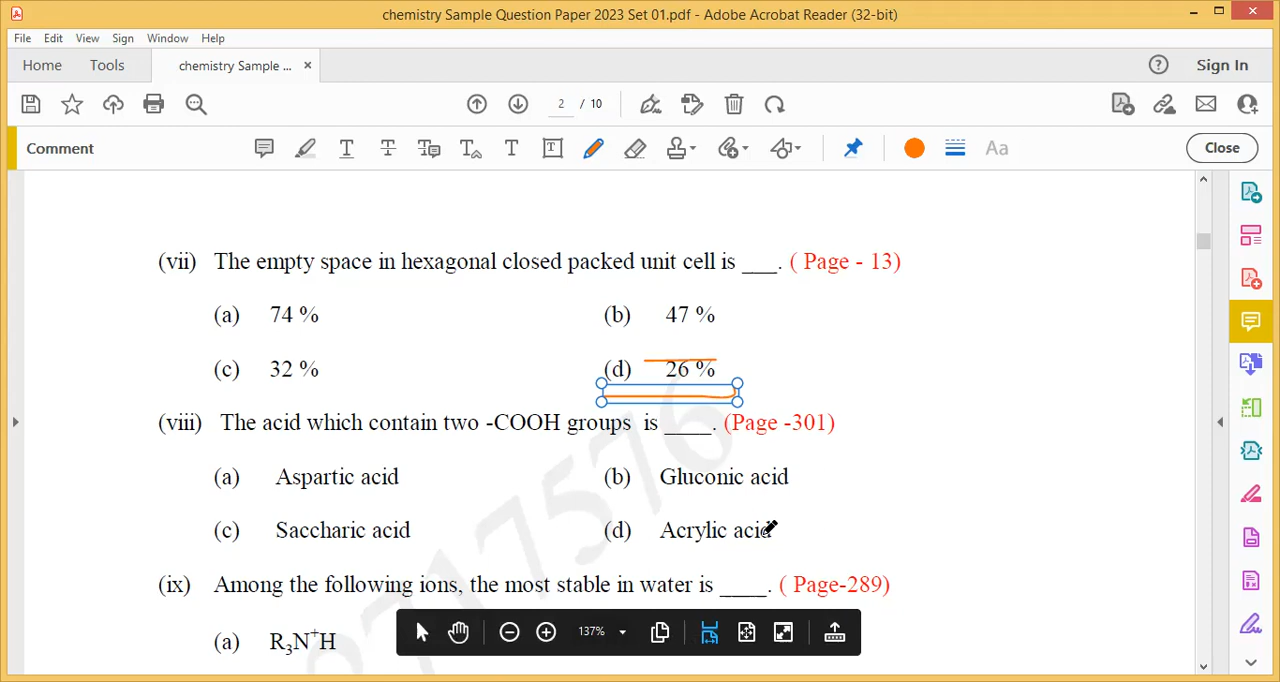 chemistry Sample Question Paper 2023 Set 01.pdf - Adobe Acrobat Reader (32-bit)
File Edit View Sign Window Help
Home Tools chemistry Sample ... × Sign In
2 / 10
Comment Aa Close
(vii) The empty space in hexagonal closed packed unit cell is ___. ( Page - 13)
(a) 74 % (b) 47 %
(c) 32 % (d) 26 %
(viii) The acid which contain two -COOH groups is ____. (Page -301)
(a) Aspartic acid (b) Gluconic acid
(c) Saccharic acid (d) Acrylic acid
(ix) Among the following ions, the most stable in water is ____. ( Page-289)
(a) R₃N⁺H
137%